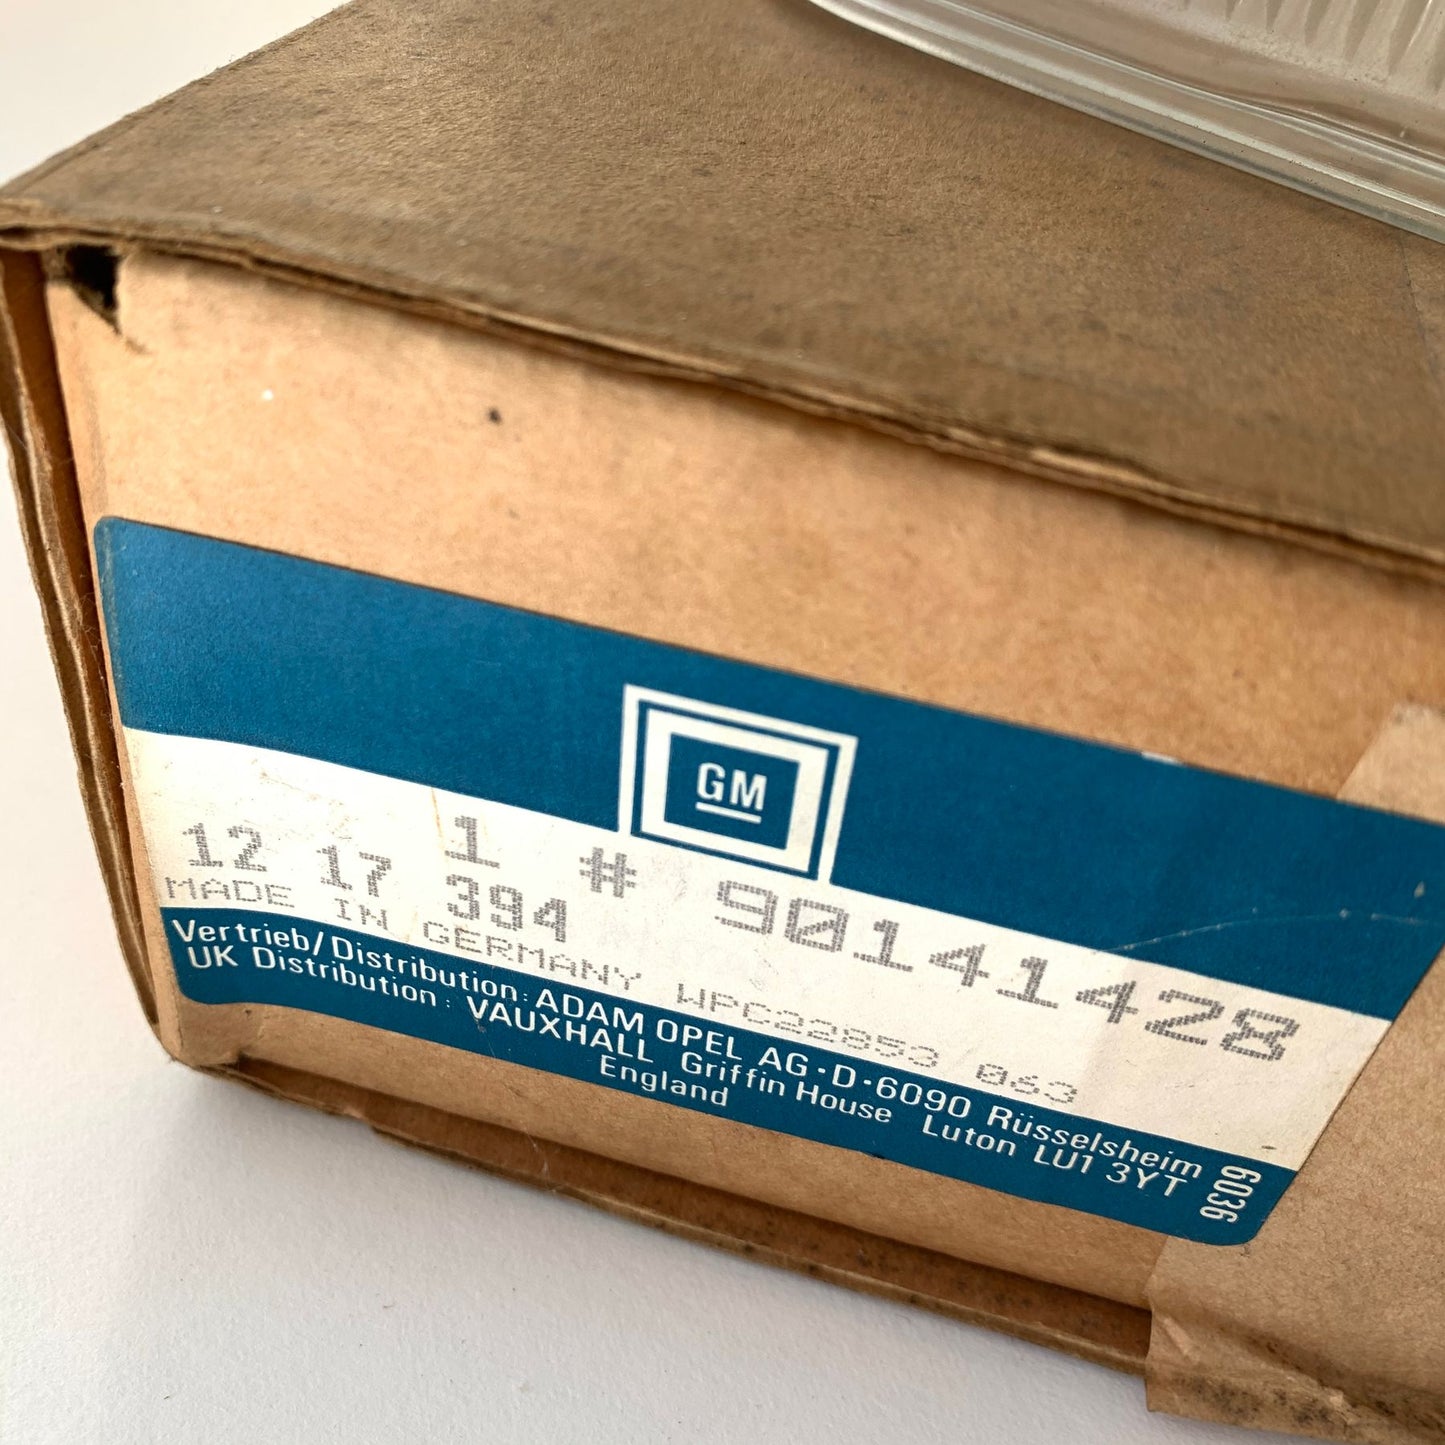 GM
1
12 17 394 # 90141428
MADE IN GERMANY WPC22853 063
Vertrieb/Distribution: ADAM OPEL AG·D·6090 Rüsselsheim
UK Distribution: VAUXHALL Griffin House Luton LU1 3YT
England
6036